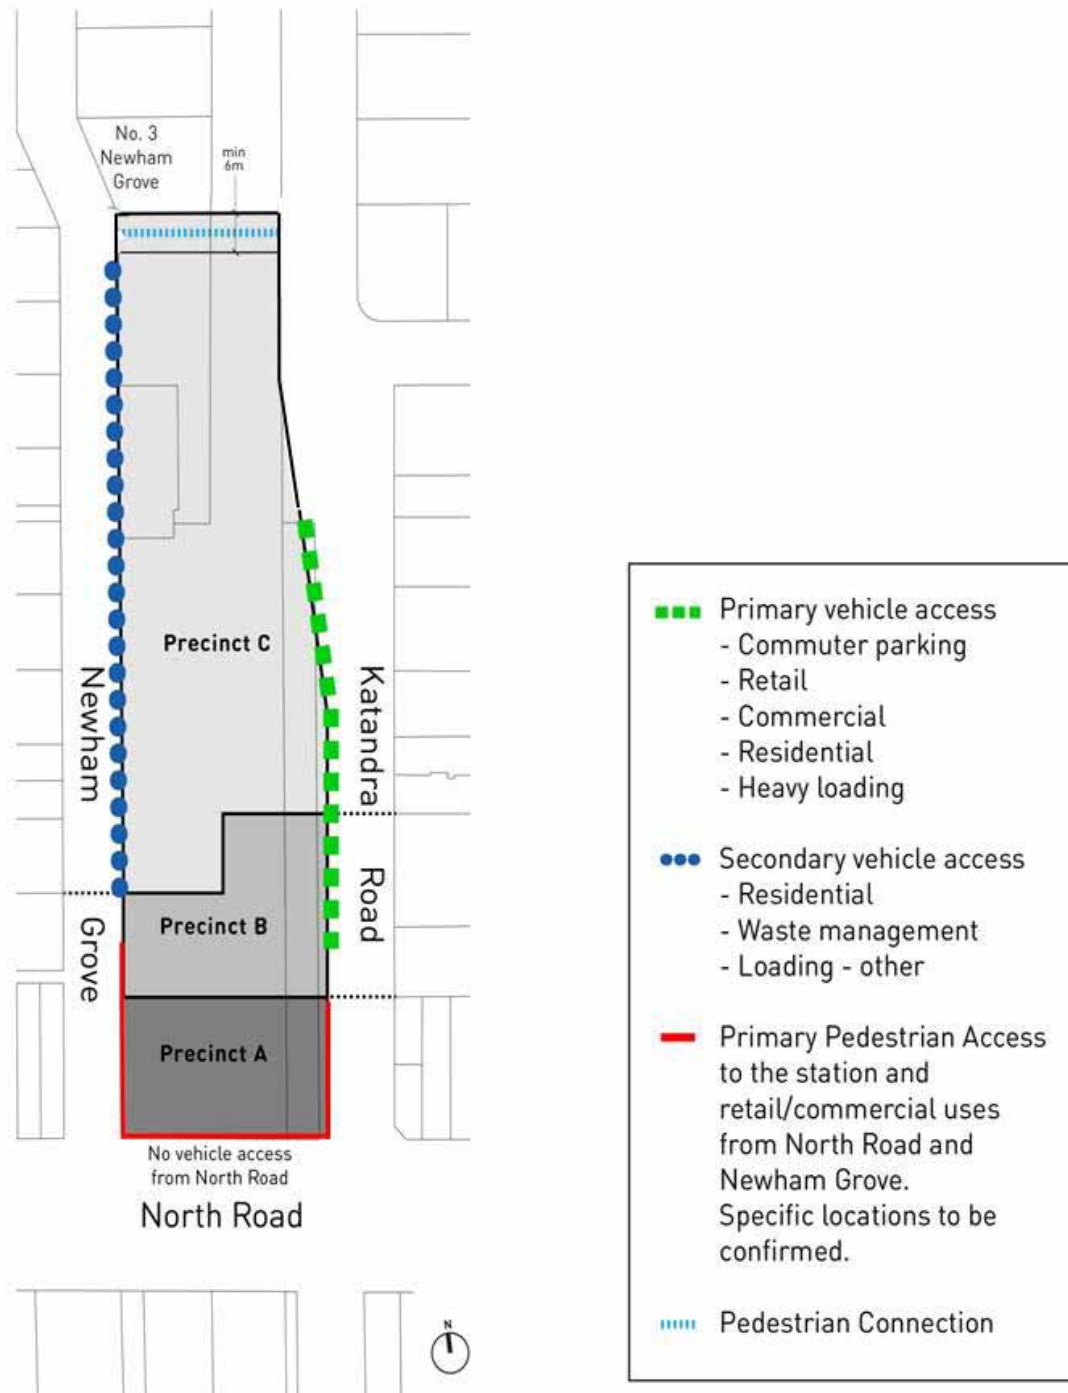 No. 3
Newham
Grove
min
6m
Precinct C
Newham
Grove
Katandra
Road
Precinct B
Precinct A
No vehicle access
from North Road
North Road
N
Primary vehicle access
- Commuter parking
- Retail
- Commercial
- Residential
- Heavy loading
Secondary vehicle access
- Residential
- Waste management
- Loading - other
Primary Pedestrian Access
to the station and
retail/commercial uses
from North Road and
Newham Grove.
Specific locations to be
confirmed.
Pedestrian Connection